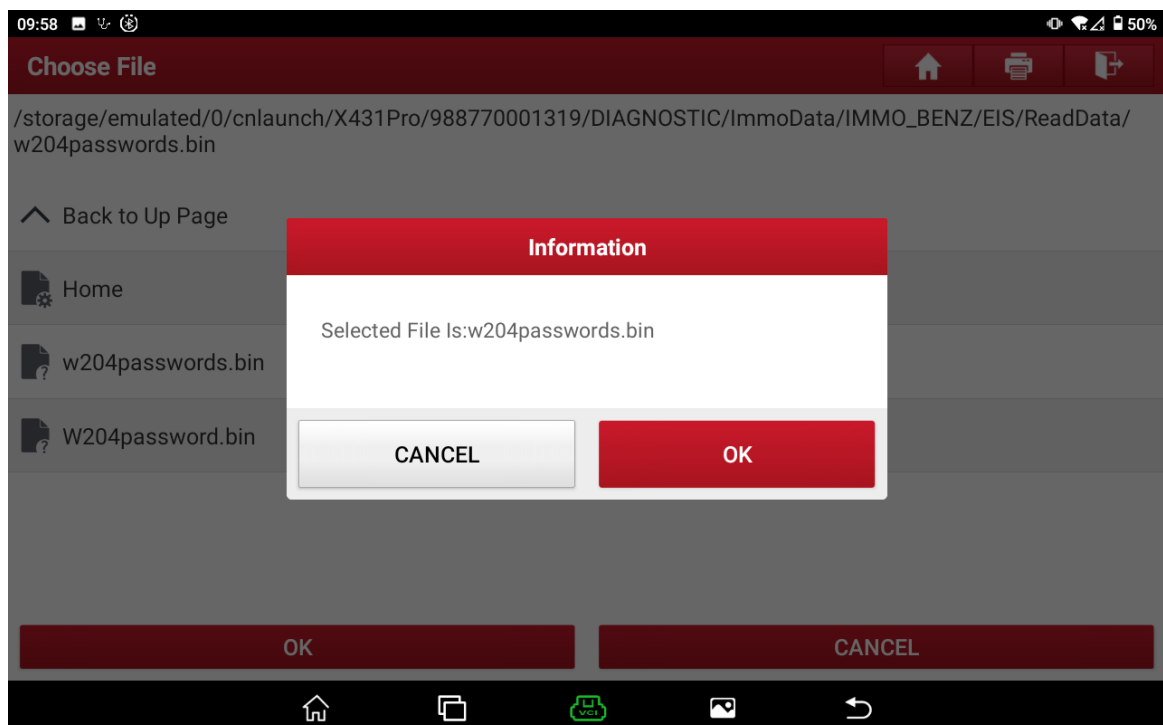 09:58
50%
Choose File
/storage/emulated/0/cnlaunch/X431Pro/988770001319/DIAGNOSTIC/ImmoData/IMMO_BENZ/EIS/ReadData/
w204passwords.bin
Back to Up Page
Information
Home
Selected File Is:w204passwords.bin
w204passwords.bin
W204password.bin
CANCEL
OK
OK
CANCEL
VCI